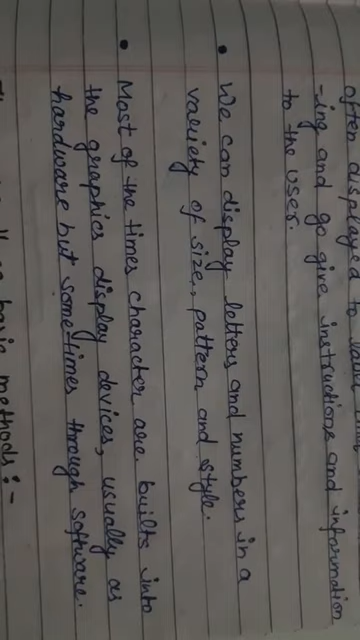 often displayed to
-ing and go give instructions and information
to the user.
• We can display letters and numbers in a
variety of size, pattern and style.
• Most of the times character are builts into
the graphics display devices, usually as
hardware but sometimes through software.
basic methods:-